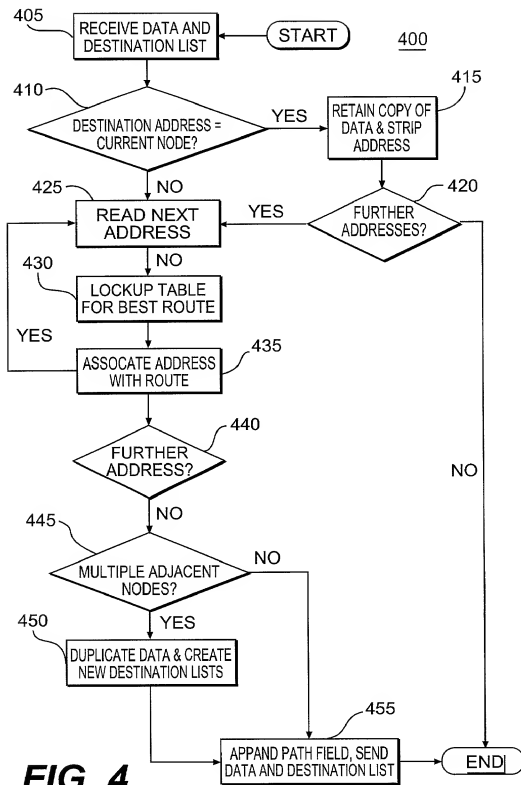 405
RECEIVE DATA AND
DESTINATION LIST
START
400
410
DESTINATION ADDRESS =
CURRENT NODE?
YES
415
RETAIN COPY OF
DATA & STRIP
ADDRESS
NO
425
READ NEXT
ADDRESS
YES
420
FURTHER
ADDRESSES?
NO
430
LOCKUP TABLE
FOR BEST ROUTE
YES
ASSOCATE ADDRESS
WITH ROUTE
435
440
FURTHER
ADDRESS?
NO
NO
445
MULTIPLE ADJACENT
NODES?
NO
YES
450
DUPLICATE DATA & CREATE
NEW DESTINATION LISTS
455
APPAND PATH FIELD, SEND
DATA AND DESTINATION LIST
END
FIG. 4